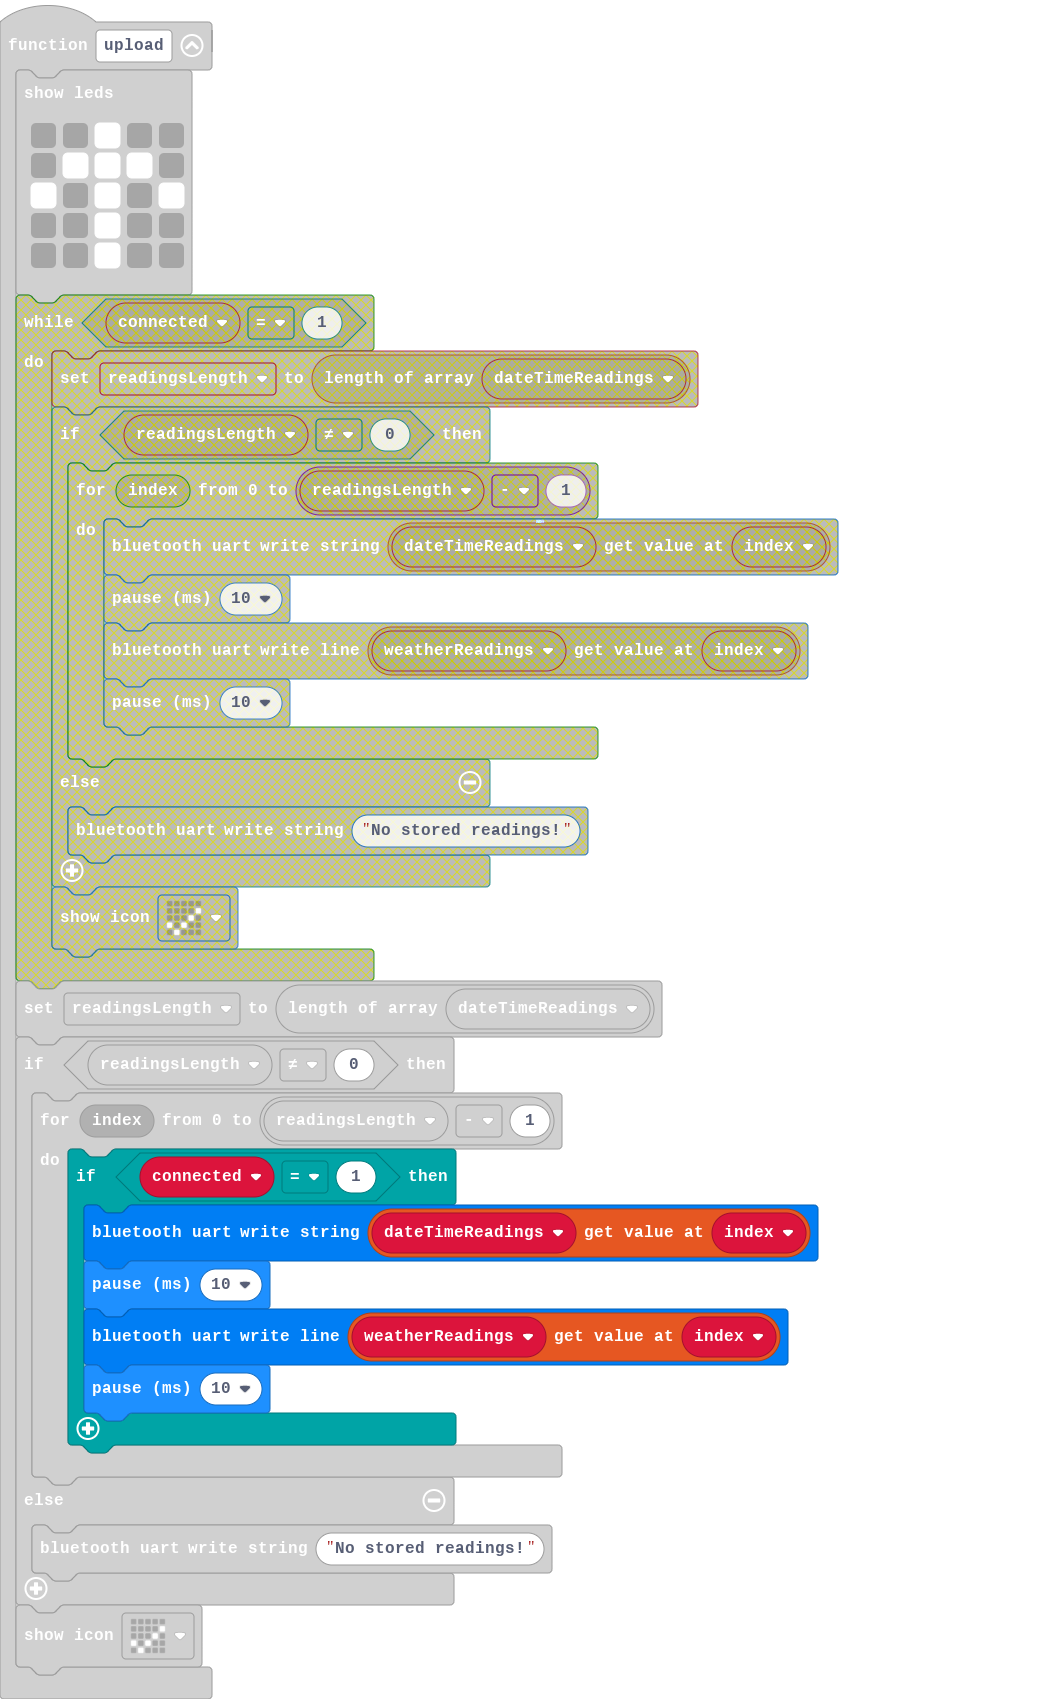 function upload
show leds
while connected = 1
do
set readingsLength to length of array dateTimeReadings
if readingsLength ≠ 0 then
for index from 0 to readingsLength - 1
do
bluetooth uart write string dateTimeReadings get value at index
pause (ms) 10
bluetooth uart write line weatherReadings get value at index
pause (ms) 10
else
bluetooth uart write string "No stored readings!"
show icon
set readingsLength to length of array dateTimeReadings
if readingsLength ≠ 0 then
for index from 0 to readingsLength - 1
do
if connected = 1 then
bluetooth uart write string dateTimeReadings get value at index
pause (ms) 10
bluetooth uart write line weatherReadings get value at index
pause (ms) 10
else
bluetooth uart write string "No stored readings!"
show icon